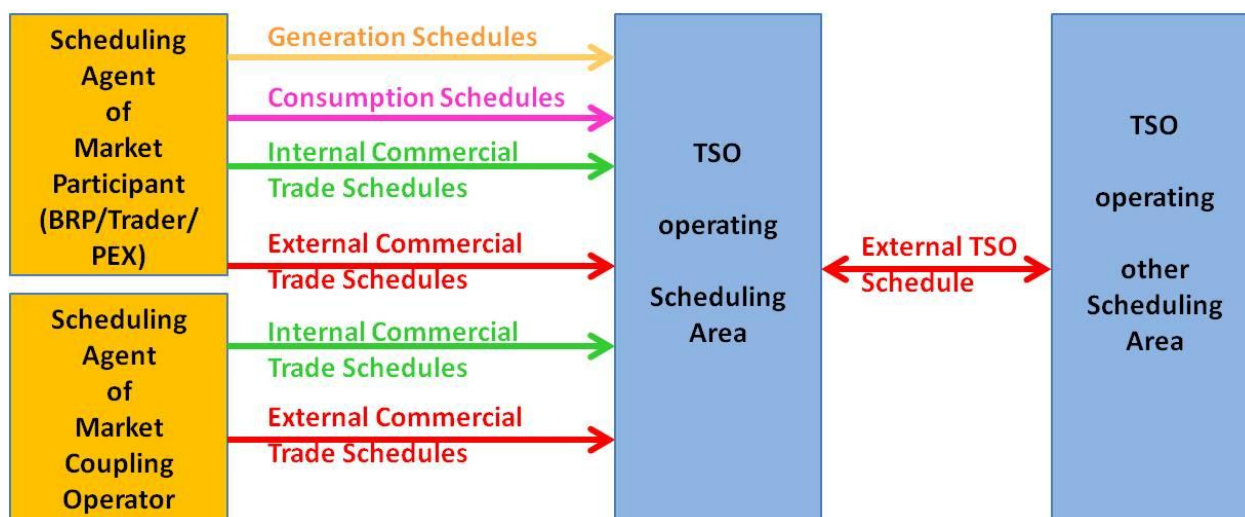 Scheduling
Agent
of
Market
Participant
(BRP/Trader/
PEX)
Scheduling
Agent
of
Market
Coupling
Operator
Generation Schedules
Consumption Schedules
Internal Commercial
Trade Schedules
External Commercial
Trade Schedules
Internal Commercial
Trade Schedules
External Commercial
Trade Schedules
TSO
operating
Scheduling
Area
External TSO
Schedule
TSO
operating
other
Scheduling
Area